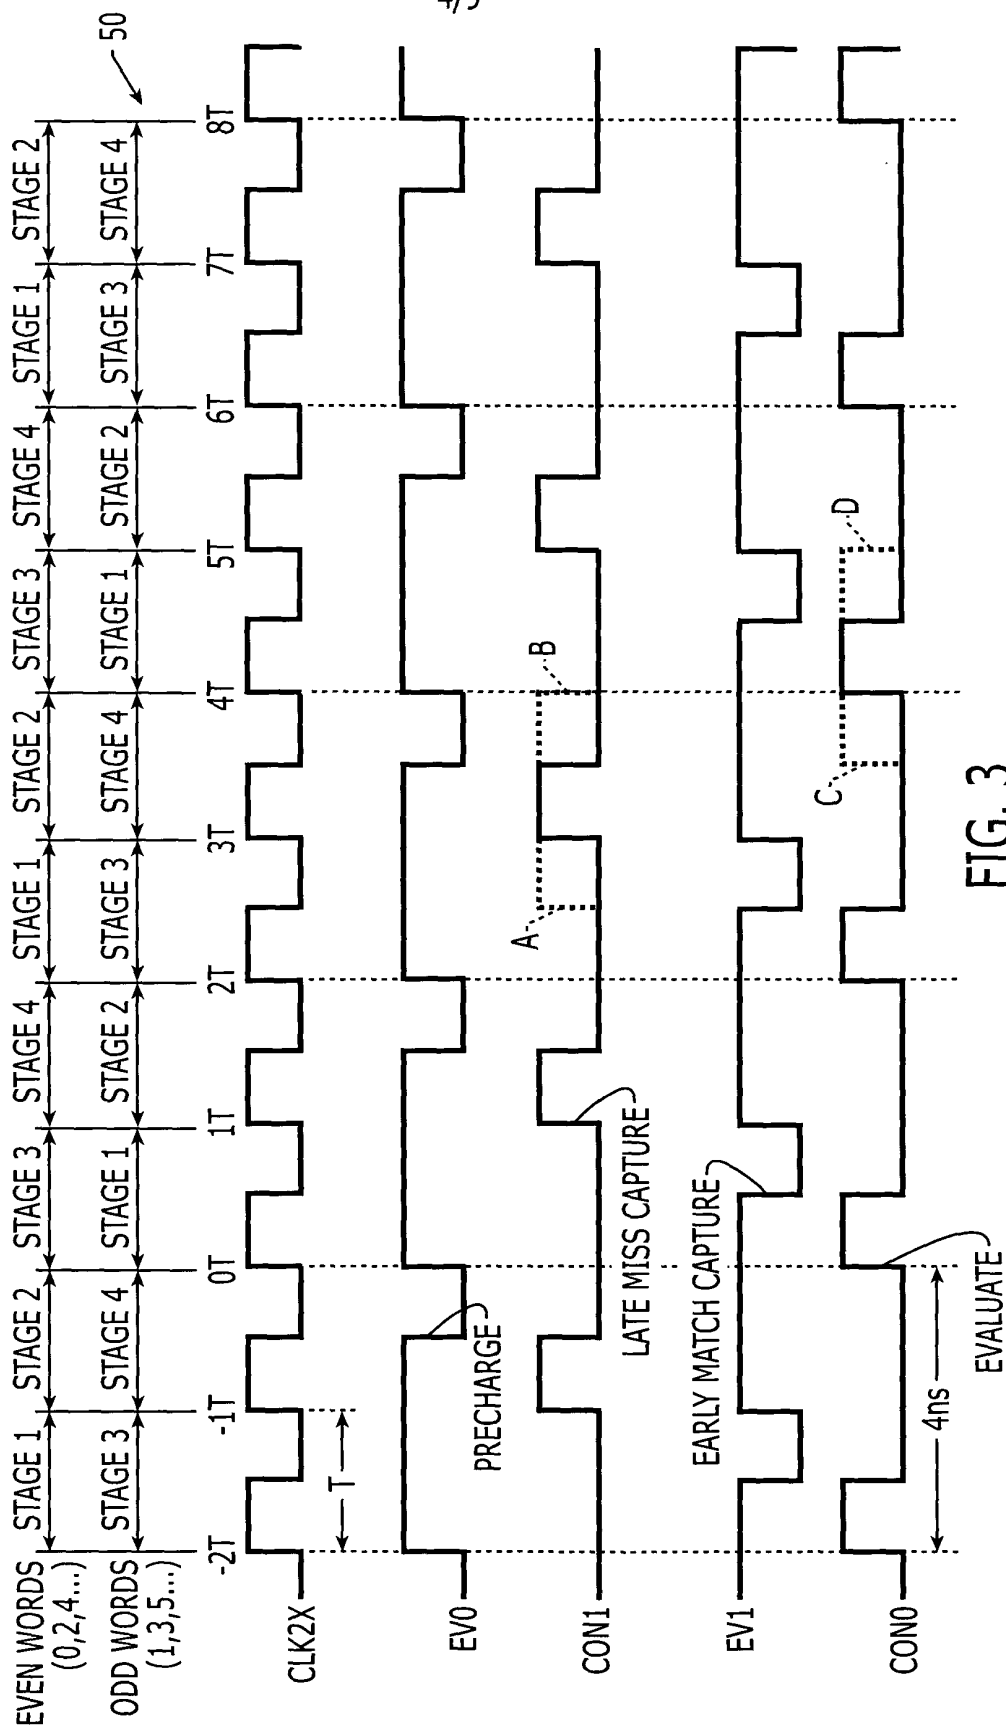 4/5
50
EVEN WORDS
(0,2,4...)
STAGE 1 STAGE 2 STAGE 3 STAGE 4 STAGE 1 STAGE 2 STAGE 3 STAGE 4 STAGE 1 STAGE 2
ODD WORDS
(1,3,5...)
STAGE 3 STAGE 4 STAGE 1 STAGE 2 STAGE 3 STAGE 4 STAGE 1 STAGE 2 STAGE 3 STAGE 4
-2T -1T 0T 1T 2T 3T 4T 5T 6T 7T 8T
CLK2X
T
EV0
PRECHARGE
CON1
A
B
LATE MISS CAPTURE
EV1
EARLY MATCH CAPTURE
CON0
C
D
4ns
EVALUATE
FIG. 3